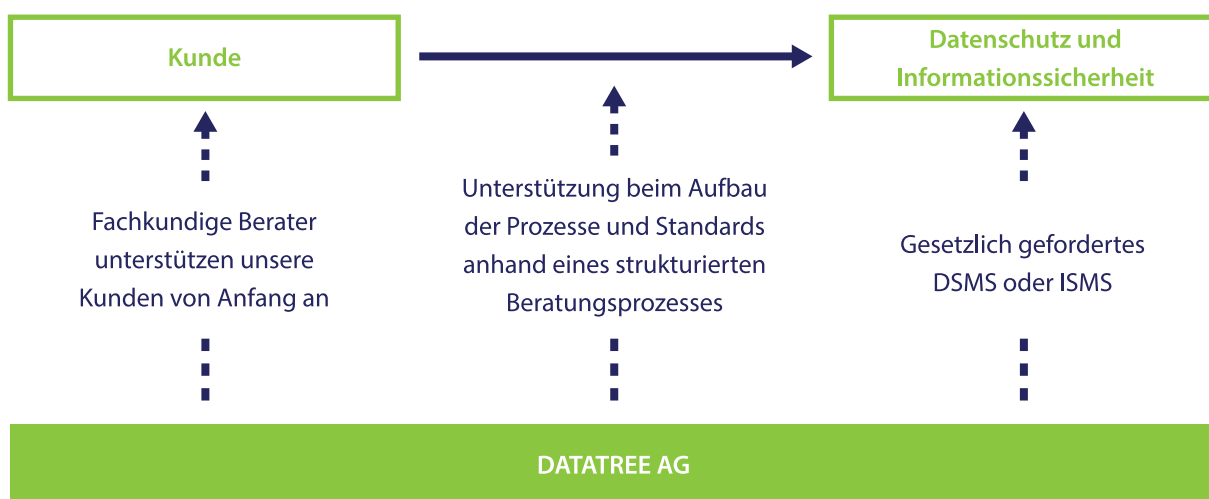 Kunde
Datenschutz und
Informationssicherheit
Fachkundige Berater
unterstützen unsere
Kunden von Anfang an
Unterstützung beim Aufbau
der Prozesse und Standards
anhand eines strukturierten
Beratungsprozesses
Gesetzlich gefordertes
DSMS oder ISMS
DATATREE AG